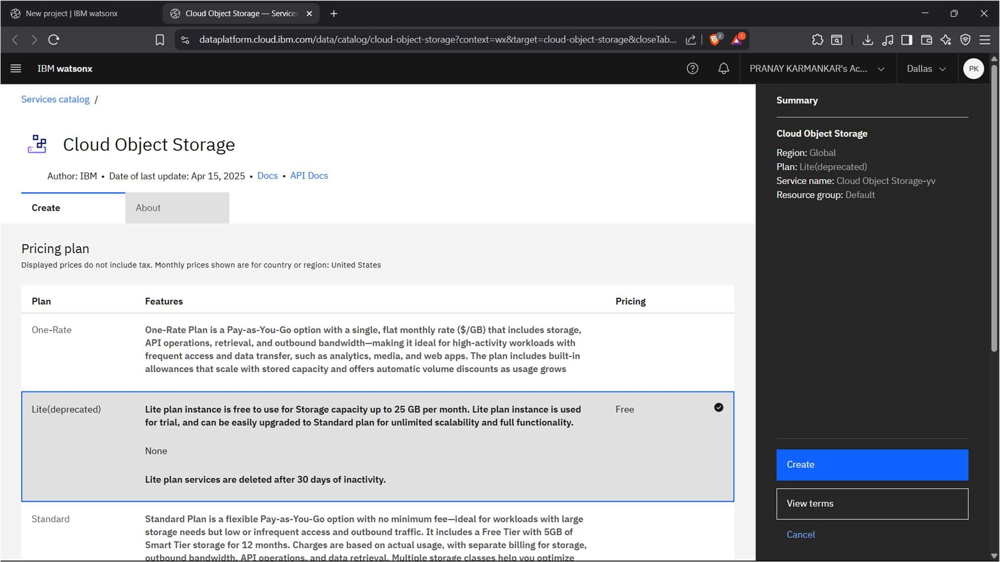 New project | IBM watsonx
Cloud Object Storage — Services
dataplatform.cloud.ibm.com/data/catalog/cloud-object-storage?context=wx&target=cloud-object-storage&closeTab...
2
1
IBM watsonx
PRANAY KARMANKAR's Ac...
Dallas
PK
Services catalog /
Cloud Object Storage
Author: IBM • Date of last update: Apr 15, 2025 • Docs • API Docs
Create
About
Pricing plan
Displayed prices do not include tax. Monthly prices shown are for country or region: United States
Plan
Features
Pricing
One-Rate
One-Rate Plan is a Pay-as-You-Go option with a single, flat monthly rate ($/GB) that includes storage,
API operations, retrieval, and outbound bandwidth—making it ideal for high-activity workloads with
frequent access and data transfer, such as analytics, media, and web apps. The plan includes built-in
allowances that scale with stored capacity and offers automatic volume discounts as usage grows
Lite(deprecated)
Lite plan instance is free to use for Storage capacity up to 25 GB per month. Lite plan instance is used
for trial, and can be easily upgraded to Standard plan for unlimited scalability and full functionality.
Free
None
Lite plan services are deleted after 30 days of inactivity.
Standard
Standard Plan is a flexible Pay-as-You-Go option with no minimum fee—ideal for workloads with large
storage needs but low or infrequent access and outbound traffic. It includes a Free Tier with 5GB of
Smart Tier storage for 12 months. Charges are based on actual usage, with separate billing for storage,
outbound bandwidth, API operations, and data retrieval. Multiple storage classes help you optimize
Summary
Cloud Object Storage
Region: Global
Plan: Lite(deprecated)
Service name: Cloud Object Storage-yv
Resource group: Default
Create
View terms
Cancel